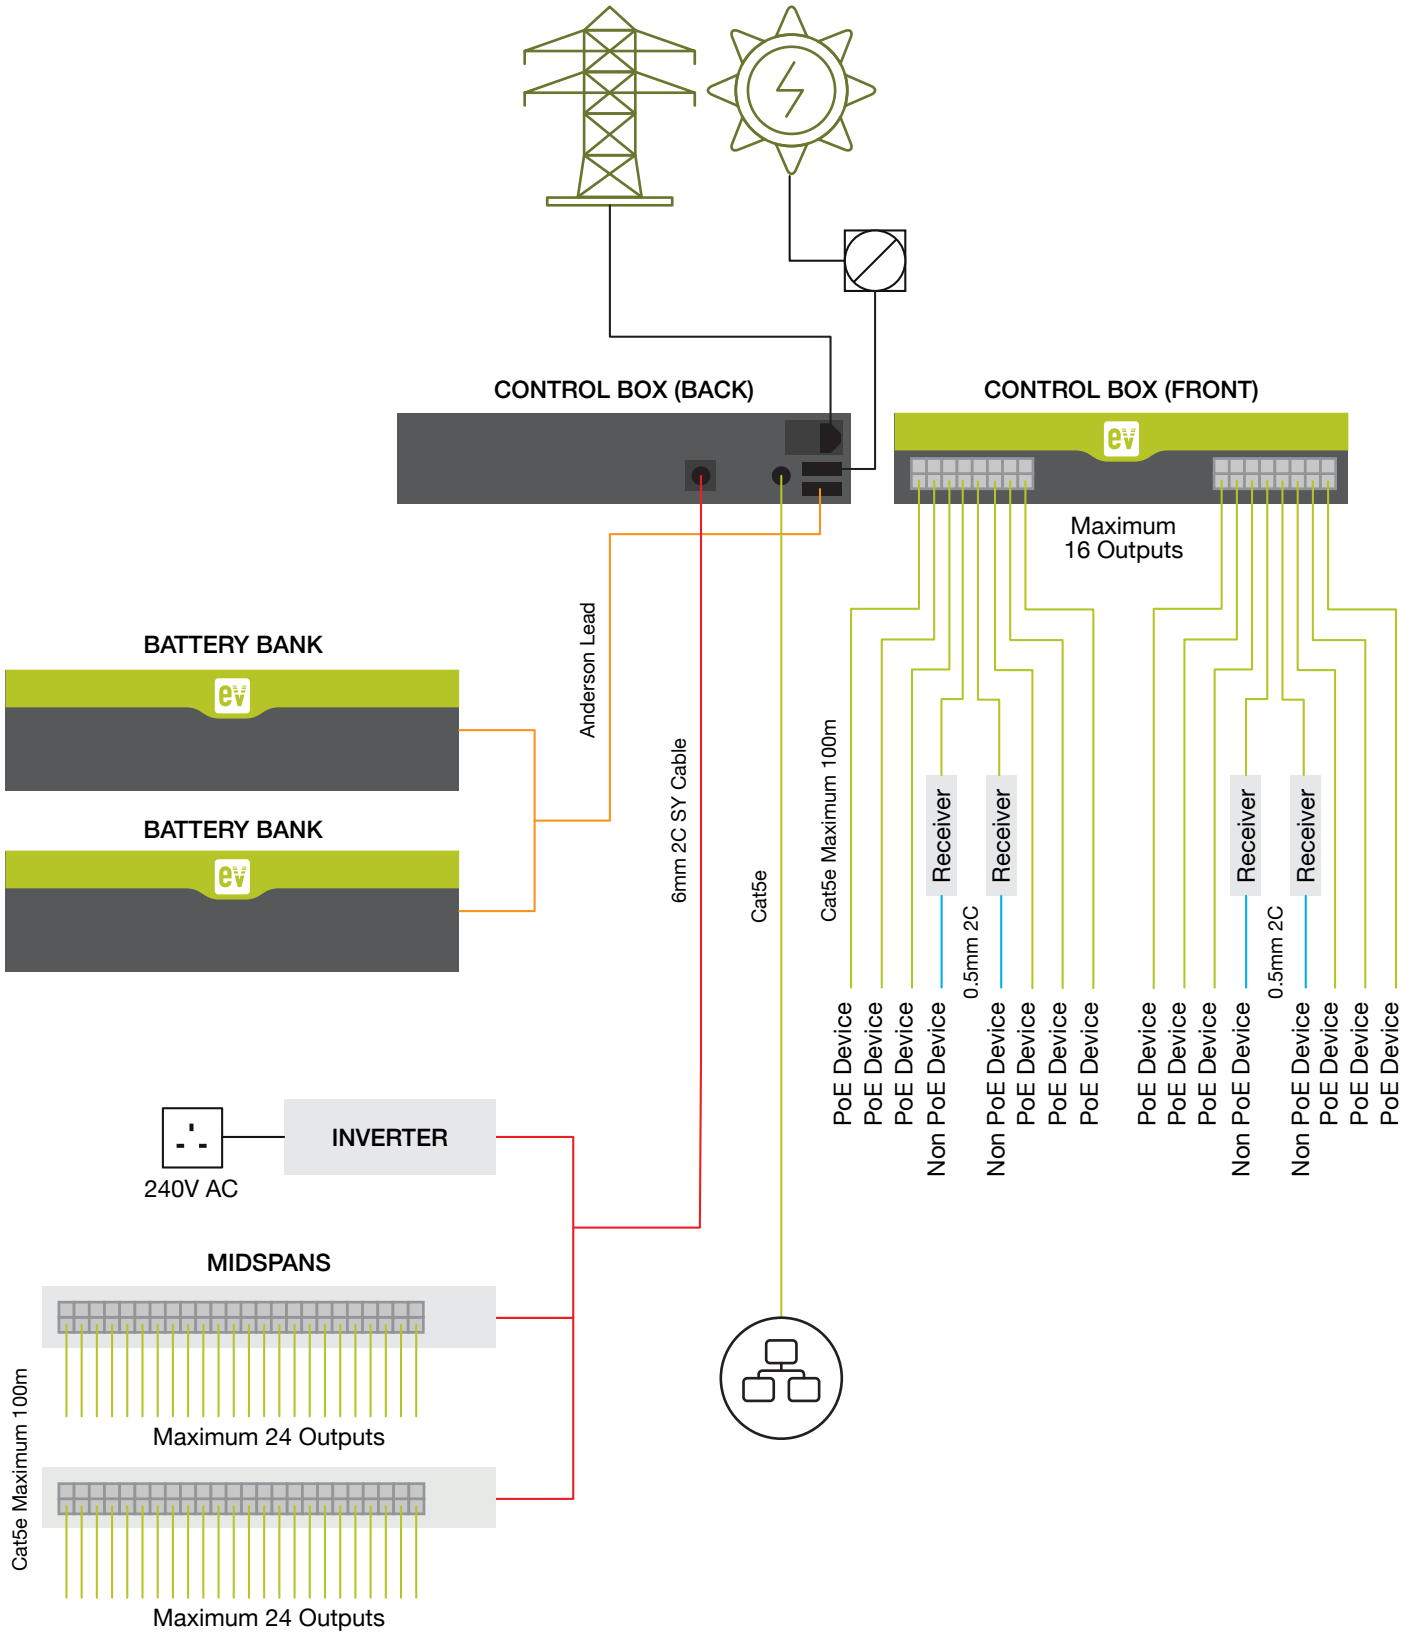 CONTROL BOX (BACK)
CONTROL BOX (FRONT)
ev
Maximum
16 Outputs
BATTERY BANK
ev
BATTERY BANK
ev
Anderson Lead
6mm 2C SY Cable
Cat5e
Cat5e Maximum 100m
Receiver
Receiver
Receiver
Receiver
0.5mm 2C
0.5mm 2C
PoE Device
PoE Device
PoE Device
Non PoE Device
Non PoE Device
PoE Device
PoE Device
PoE Device
PoE Device
PoE Device
PoE Device
Non PoE Device
Non PoE Device
PoE Device
PoE Device
PoE Device
INVERTER
240V AC
MIDSPANS
Maximum 24 Outputs
Cat5e Maximum 100m
Maximum 24 Outputs